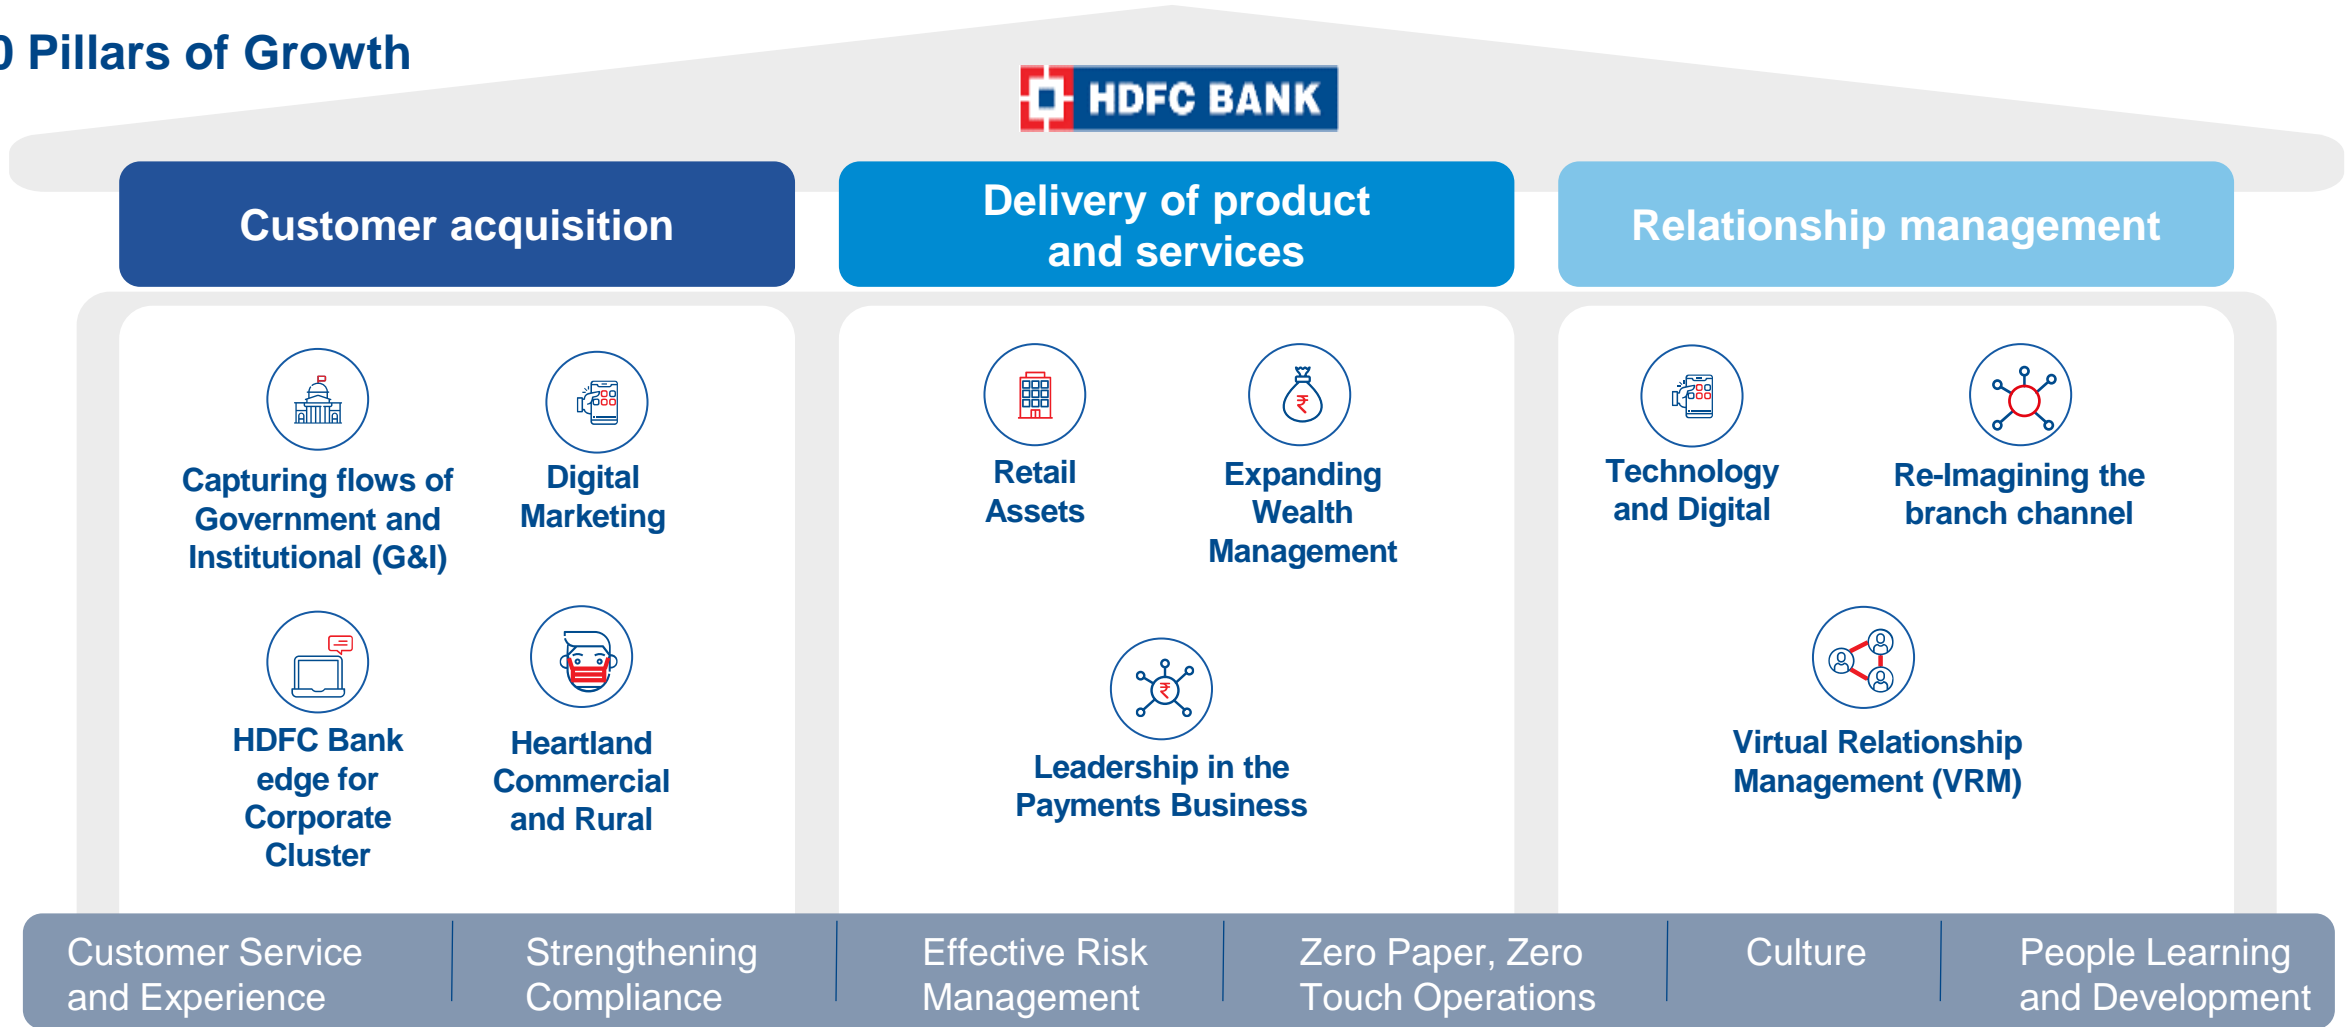 0 Pillars of Growth
HDFC BANK
Customer acquisition
Delivery of product
and services
Relationship management
Capturing flows of
Government and
Institutional (G&I)
Digital
Marketing
HDFC Bank
edge for
Corporate
Cluster
Heartland
Commercial
and Rural
Retail
Assets
Expanding
Wealth
Management
₹
Leadership in the
Payments Business
₹
Technology
and Digital
Re-Imagining the
branch channel
Virtual Relationship
Management (VRM)
Customer Service
and Experience
Strengthening
Compliance
Effective Risk
Management
Zero Paper, Zero
Touch Operations
Culture
People Learning
and Development